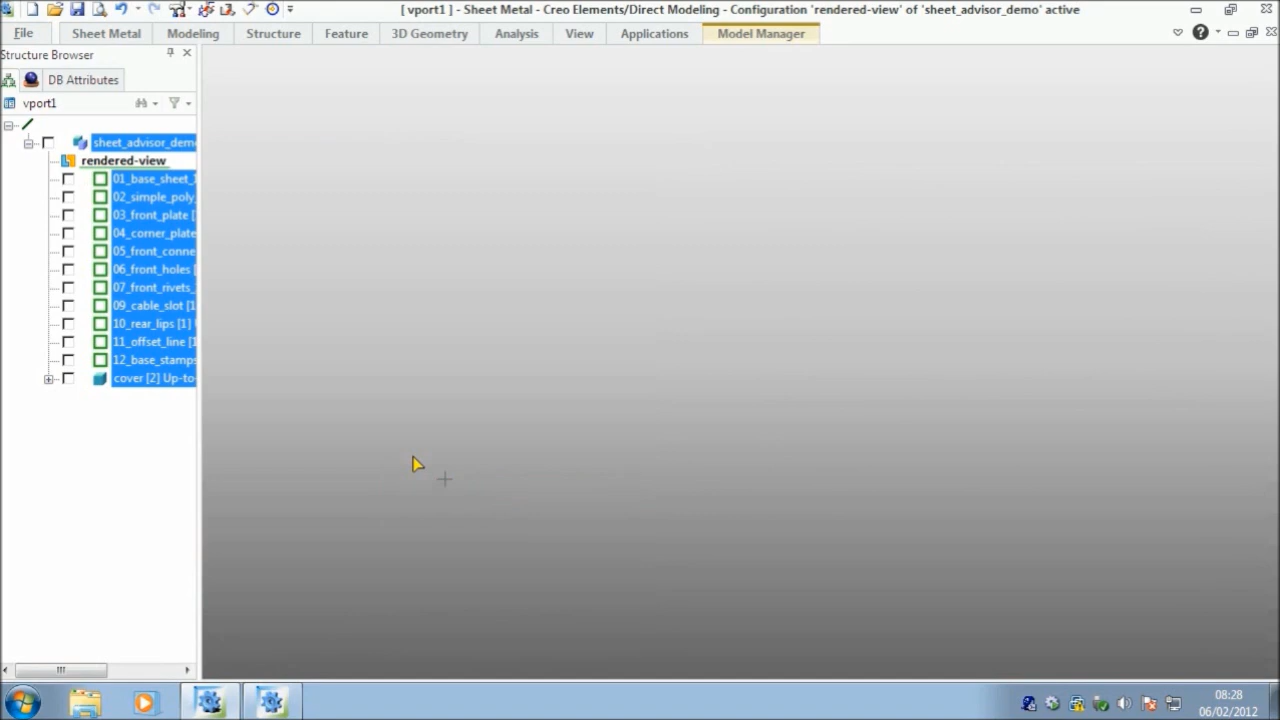 [ vport1 ] - Sheet Metal - Creo Elements/Direct Modeling - Configuration 'rendered-view' of 'sheet_advisor_demo' active
File Sheet Metal Modeling Structure Feature 3D Geometry Analysis View Applications Model Manager
Structure Browser
DB Attributes
vport1
sheet_advisor_dem
rendered-view
01_base_sheet_
02_simple_poly_
03_front_plate [
04_corner_plate
05_front_conne
06_front_holes [
07_front_rivets_
09_cable_slot [1
10_rear_lips [1]
11_offset_line [1
12_base_stamps
cover [2] Up-to
08:28
06/02/2012